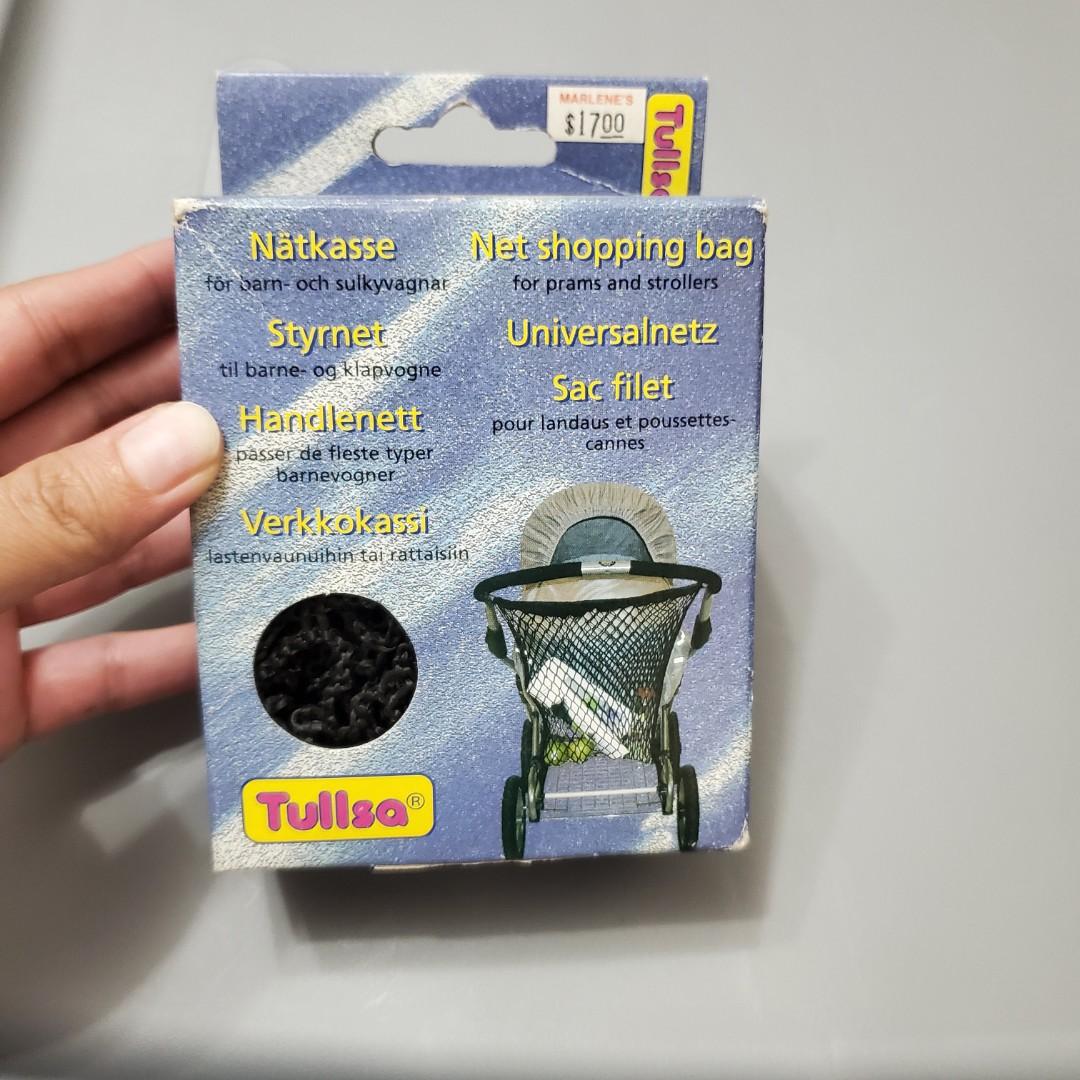 MARLENE'S
$1700
Tullsa
Nätkasse
för barn- och sulkyvagnar
Styrnet
til barne- og klapvogne
Handlenett
passer de fleste typer
barnevogner
Verkkokassi
lastenvaunuihin tai rattaisiin
Net shopping bag
for prams and strollers
Universalnetz
Sac filet
pour landaus et poussettes-
cannes
Tullsa®